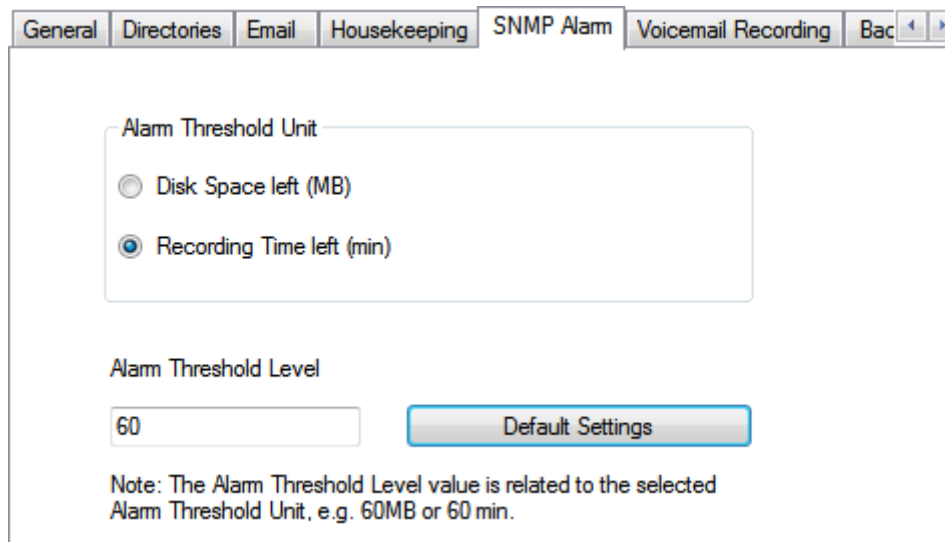 General Directories Email Housekeeping SNMP Alarm Voicemail Recording Bac
Alarm Threshold Unit
Disk Space left (MB)
Recording Time left (min)
Alarm Threshold Level
60 Default Settings
Note: The Alarm Threshold Level value is related to the selected
Alarm Threshold Unit, e.g. 60MB or 60 min.